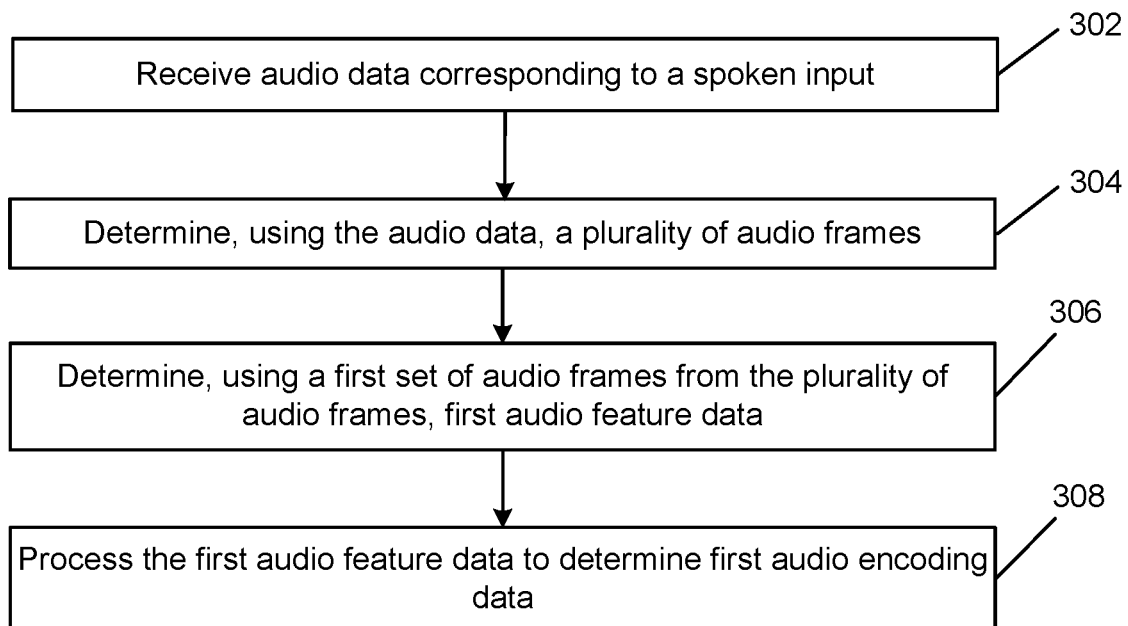 302
Receive audio data corresponding to a spoken input
304
Determine, using the audio data, a plurality of audio frames
306
Determine, using a first set of audio frames from the plurality of
audio frames, first audio feature data
308
Process the first audio feature data to determine first audio encoding
data